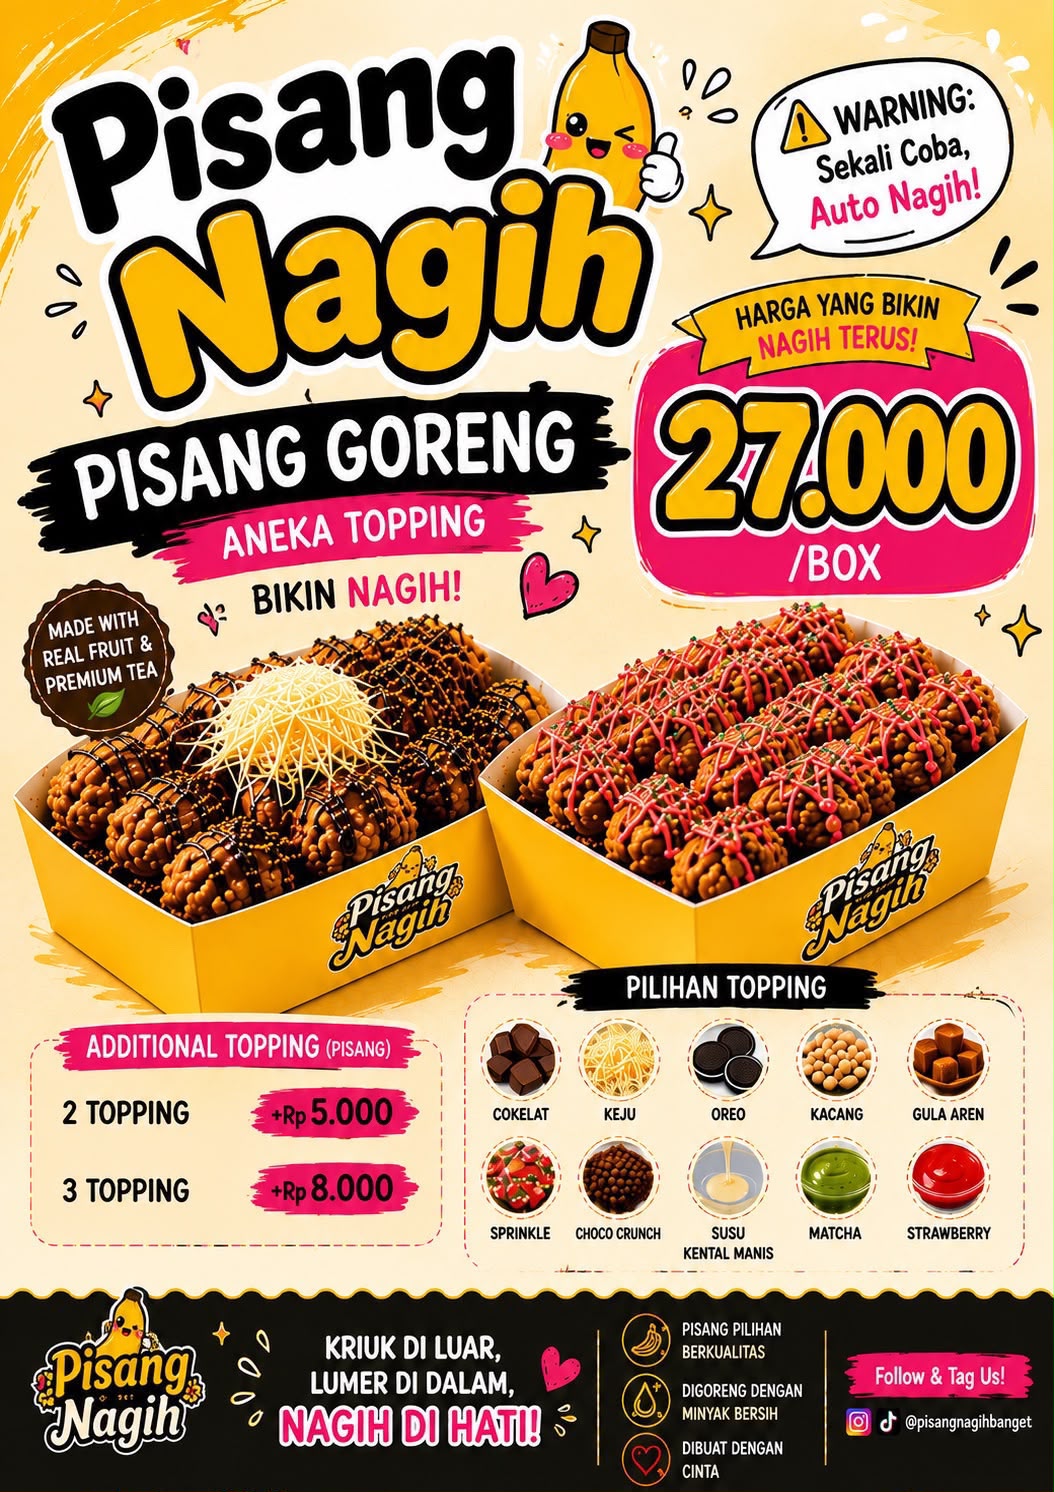 Pisang
Nagih
WARNING:
Sekali Coba,
Auto Nagih!
HARGA YANG BIKIN
NAGIH TERUS!
27.000
/BOX
PISANG GORENG
ANEKA TOPPING
BIKIN NAGIH!
MADE WITH
REAL FRUIT &
PREMIUM TEA
Pisang
Nagih
Pisang
Nagih
PILIHAN TOPPING
COKELAT
KEJU
OREO
KACANG
GULA AREN
SPRINKLE
CHOCO CRUNCH
SUSU
KENTAL MANIS
MATCHA
STRAWBERRY
ADDITIONAL TOPPING (PISANG)
2 TOPPING +Rp 5.000
3 TOPPING +Rp 8.000
Pisang
Nagih
KRIUK DI LUAR,
LUMER DI DALAM,
NAGIH DI HATI!
PISANG PILIHAN
BERKUALITAS
DIGORENG DENGAN
MINYAK BERSIH
DIBUAT DENGAN
CINTA
Follow & Tag Us!
@pisangnagihbanget